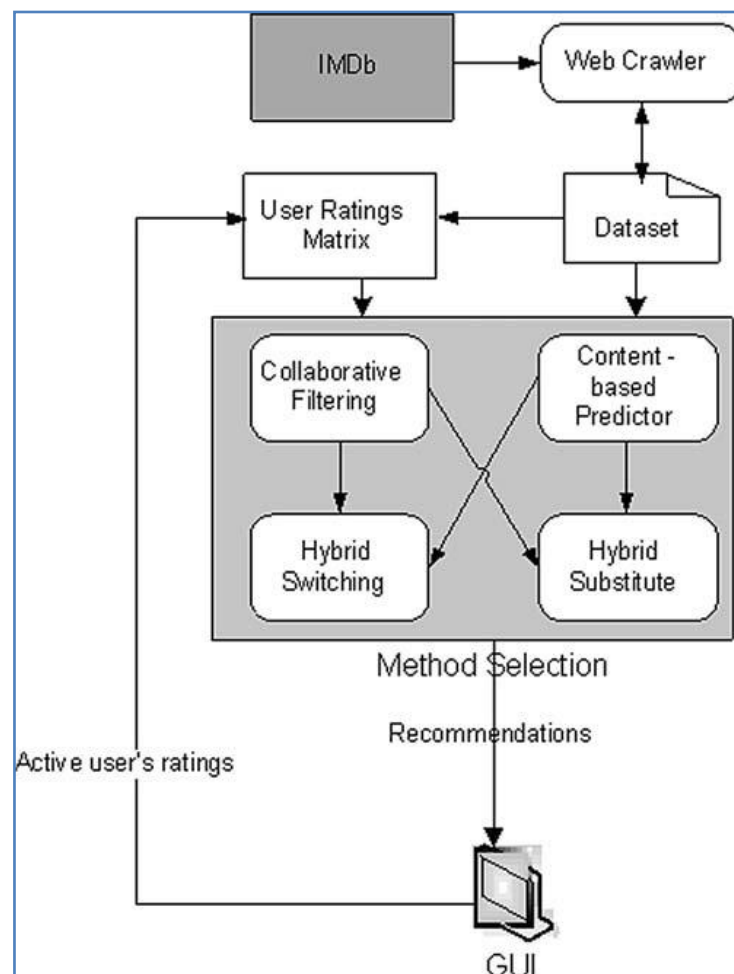 IMDb
Web Crawler
User Ratings
Matrix
Dataset
Collaborative
Filtering
Content -
based
Predictor
Hybrid
Switching
Hybrid
Substitute
Method Selection
Recommendations
Active user's ratings
GUI